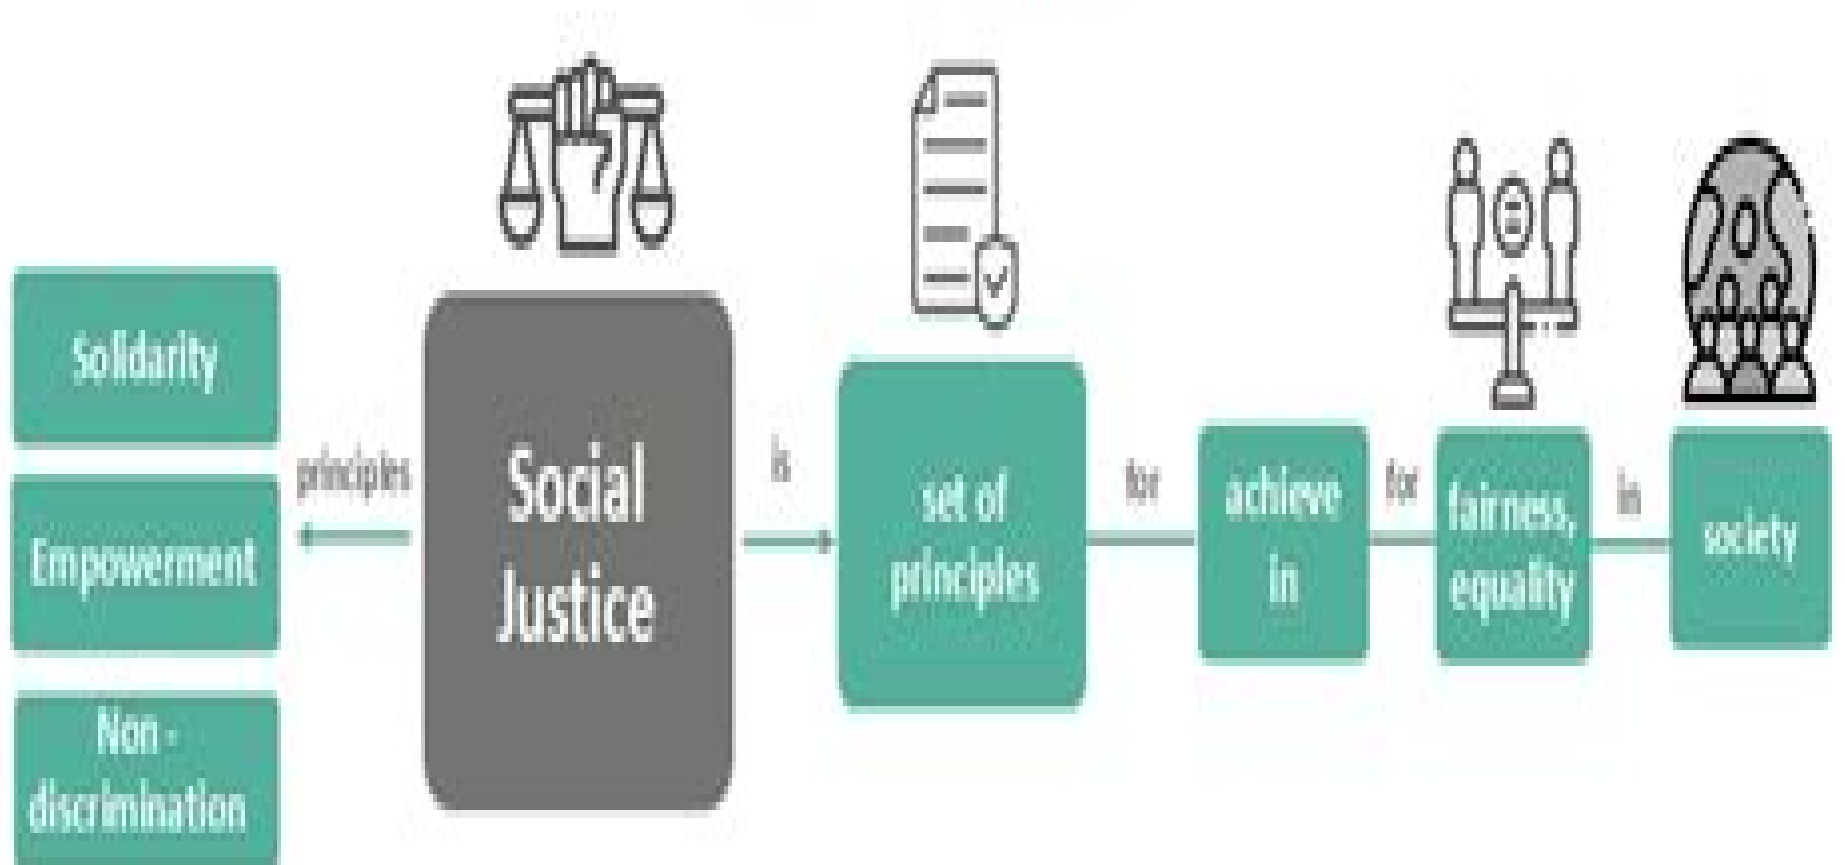 Solidarity
Empowerment
Non -
discrimination
principles
Social
Justice
is
set of
principles
for
achieve
in
for
fairness,
equality
in
society